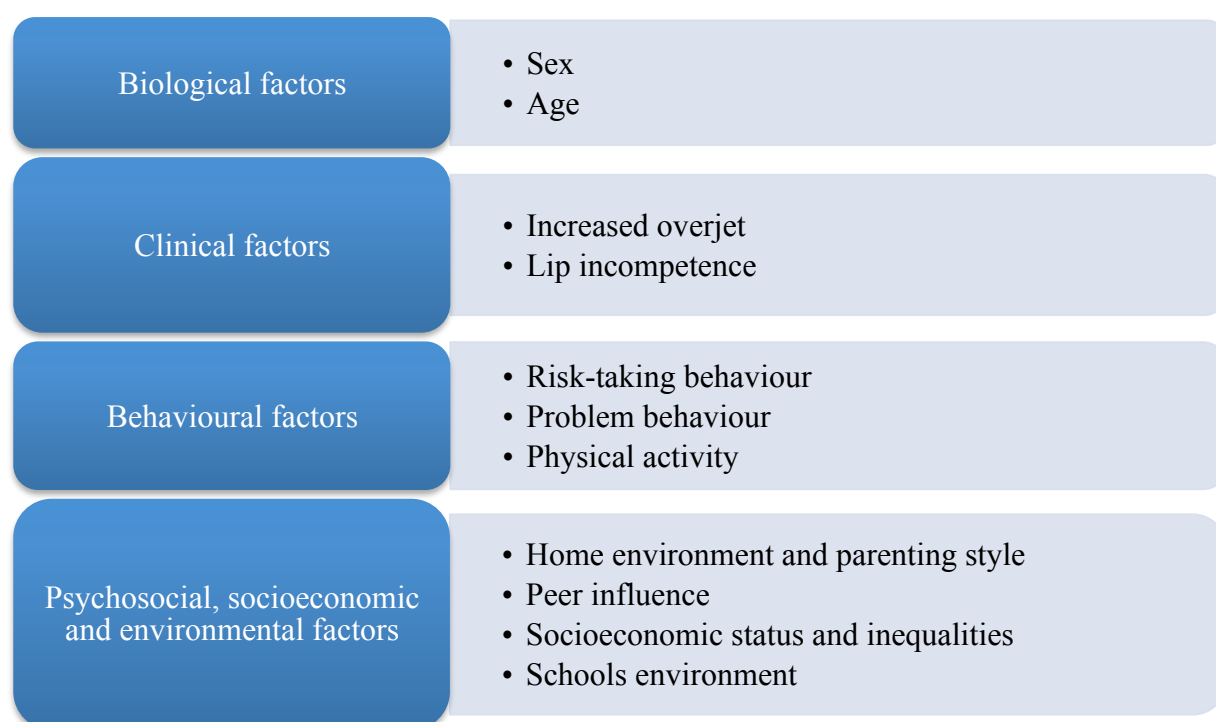 Biological factors
• Sex
• Age
Clinical factors
• Increased overjet
• Lip incompetence
Behavioural factors
• Risk-taking behaviour
• Problem behaviour
• Physical activity
Psychosocial, socioeconomic
and environmental factors
• Home environment and parenting style
• Peer influence
• Socioeconomic status and inequalities
• Schools environment